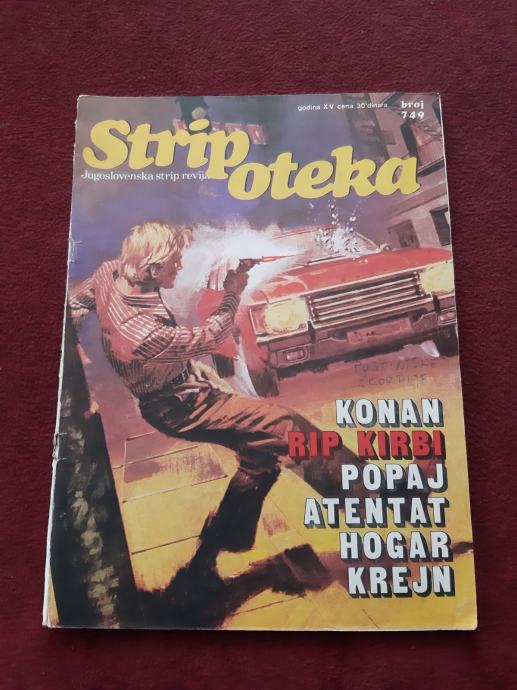 godina XV cena 30 dinara
broj
749
Strip
oteka
Jugoslovenska strip revija
KONAN
RIP KIRBI
POPAJ
ATENTAT
HOGAR
KREJN